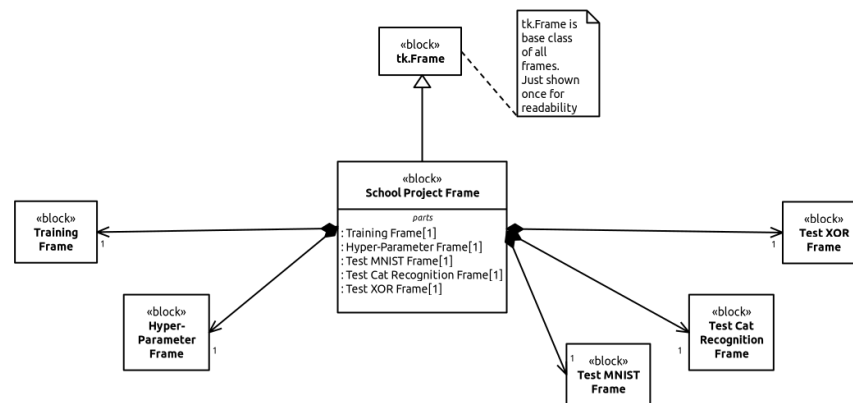 «block»
tk.Frame
tk.Frame is
base class
of all
frames.
Just shown
once for
readability
«block»
School Project Frame
parts
: Training Frame[1]
: Hyper-Parameter Frame[1]
: Test MNIST Frame[1]
: Test Cat Recognition Frame[1]
: Test XOR Frame[1]
«block»
Training
Frame
1
«block»
Test XOR
Frame
1
«block»
Hyper-
Parameter
Frame
1
«block»
Test Cat
Recognition
Frame
1
«block»
Test MNIST
Frame
1